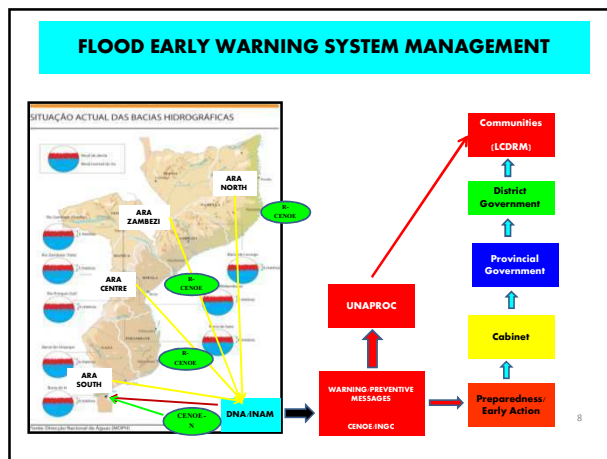 FLOOD EARLY WARNING SYSTEM MANAGEMENT
SITUAÇÃO ACTUAL DAS BACIAS HIDROGRÁFICAS
ARA
NORTH
R-
CENOE
ARA
ZAMBEZI
R-
CENOE
ARA
CENTRE
R-
CENOE
ARA
SOUTH
CENOE-
N
DNA/INAM
UNAPROC
WARNING/PREVENTIVE
MESSAGES
CENOE/INGC
Communities
(LCDRM)
District
Government
Provincial
Government
Cabinet
Preparedness/
Early Action
8